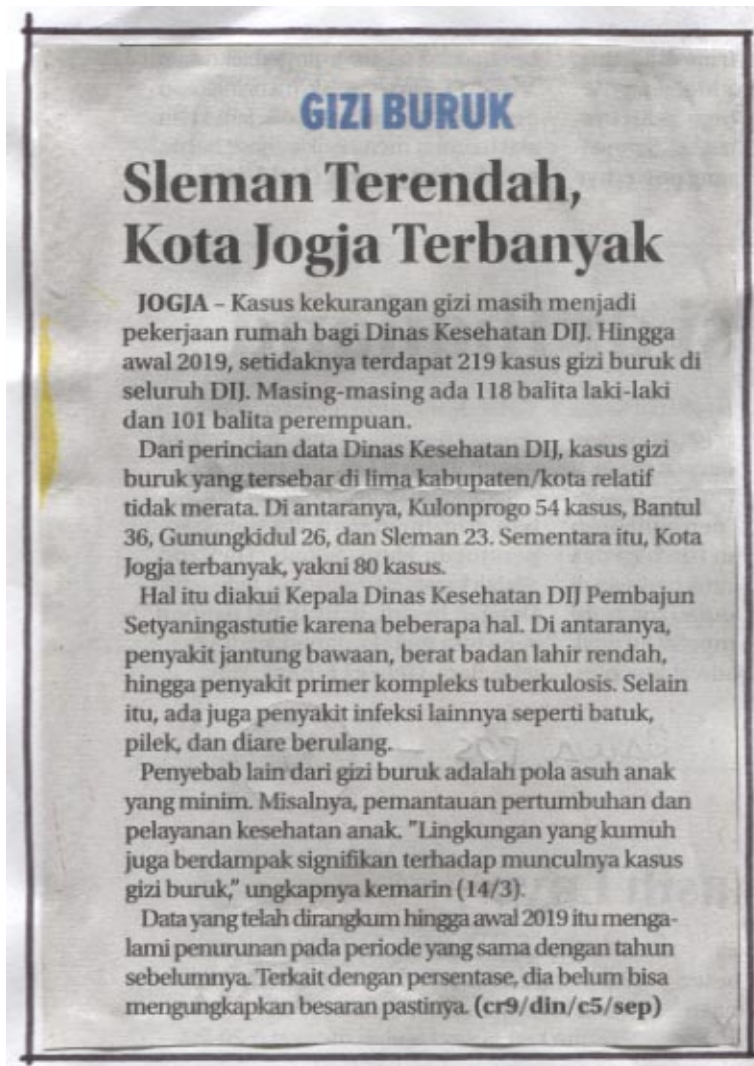 GIZI BURUK
Sleman Terendah,
Kota Jogja Terbanyak
JOGJA – Kasus kekurangan gizi masih menjadi
pekerjaan rumah bagi Dinas Kesehatan DIJ. Hingga
awal 2019, setidaknya terdapat 219 kasus gizi buruk di
seluruh DIJ. Masing-masing ada 118 balita laki-laki
dan 101 balita perempuan.
Dari perincian data Dinas Kesehatan DIJ, kasus gizi
buruk yang tersebar di lima kabupaten/kota relatif
tidak merata. Di antaranya, Kulonprogo 54 kasus, Bantul
36, Gunungkidul 26, dan Sleman 23. Sementara itu, Kota
Jogja terbanyak, yakni 80 kasus.
Hal itu diakui Kepala Dinas Kesehatan DIJ Pembajun
Setyaningastutie karena beberapa hal. Di antaranya,
penyakit jantung bawaan, berat badan lahir rendah,
hingga penyakit primer kompleks tuberkulosis. Selain
itu, ada juga penyakit infeksi lainnya seperti batuk,
pilek, dan diare berulang.
Penyebab lain dari gizi buruk adalah pola asuh anak
yang minim. Misalnya, pemantauan pertumbuhan dan
pelayanan kesehatan anak. "Lingkungan yang kumuh
juga berdampak signifikan terhadap munculnya kasus
gizi buruk," ungkapnya kemarin (14/3).
Data yang telah dirangkum hingga awal 2019 itu menga-
lami penurunan pada periode yang sama dengan tahun
sebelumnya. Terkait dengan persentase, dia belum bisa
mengungkapkan besaran pastinya. (cr9/din/c5/sep)